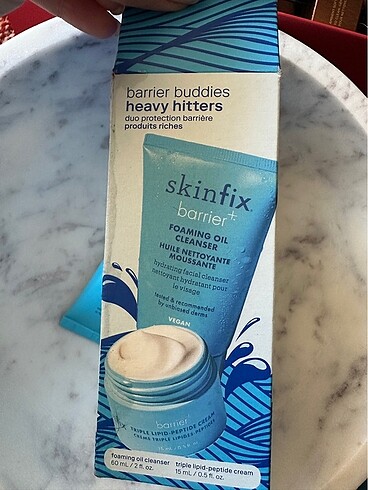 barrier buddies
heavy hitters
duo protection barrière
produits riches
skinfix
barrier+
FOAMING OIL
CLEANSER
HUILE NETTOYANTE
MOUSSANTE
hydrating facial cleanser
nettoyant hydratant pour
le visage
tested & recommended
by unbiased derms
VEGAN
barrier+
TRIPLE LIPID-PEPTIDE CREAM
CRÈME TRIPLE LIPIDES-PEPTIDES
foaming oil cleanser
60 mL / 2 fl. oz.
triple lipid-peptide cream
15 mL / 0.5 fl. oz.